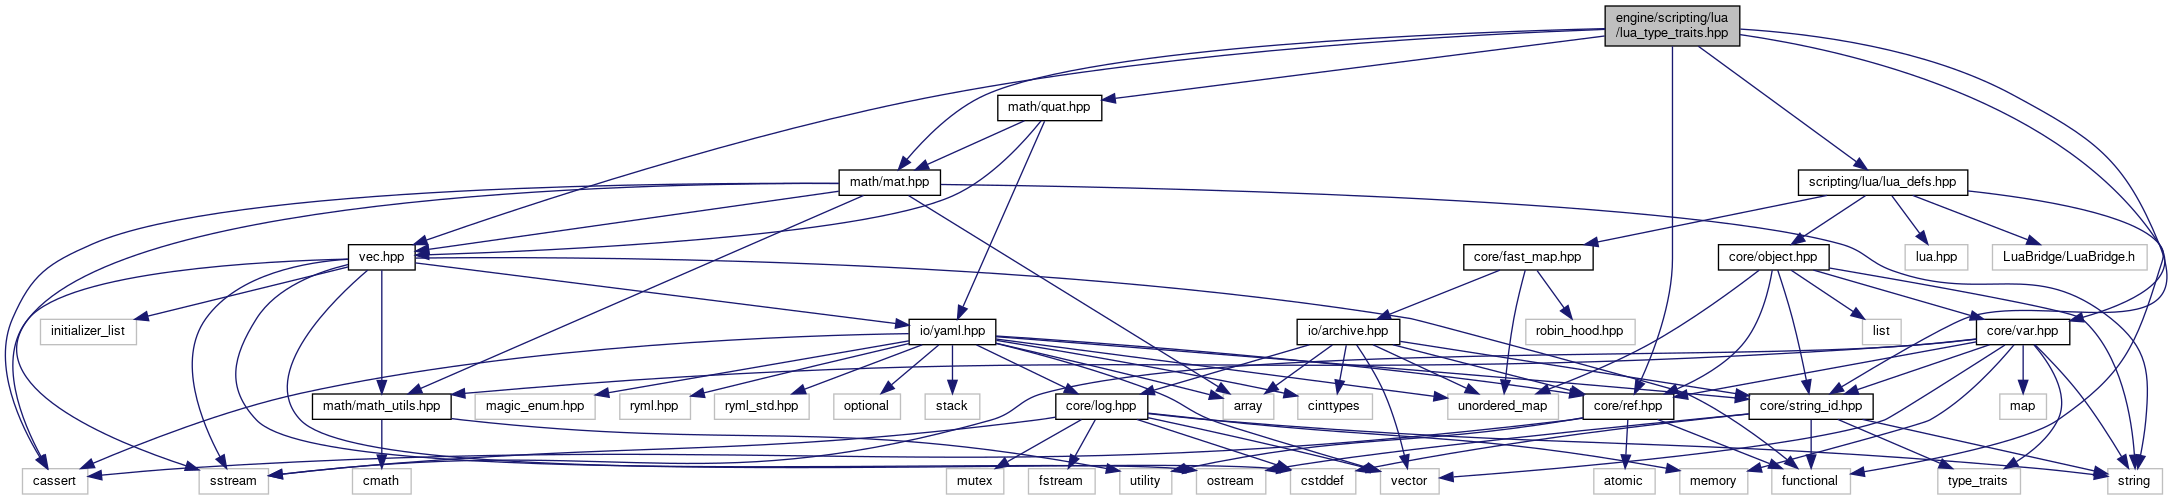 engine/scripting/lua
/lua_type_traits.hpp
math/quat.hpp
math/mat.hpp
scripting/lua/lua_defs.hpp
vec.hpp
core/fast_map.hpp
core/object.hpp
lua.hpp
LuaBridge/LuaBridge.h
initializer_list
io/yaml.hpp
io/archive.hpp
robin_hood.hpp
list
core/var.hpp
math/math_utils.hpp
magic_enum.hpp
ryml.hpp
ryml_std.hpp
optional
stack
core/log.hpp
array
cinttypes
unordered_map
core/ref.hpp
core/string_id.hpp
map
cassert
sstream
cmath
mutex
fstream
utility
ostream
cstddef
vector
atomic
memory
functional
type_traits
string